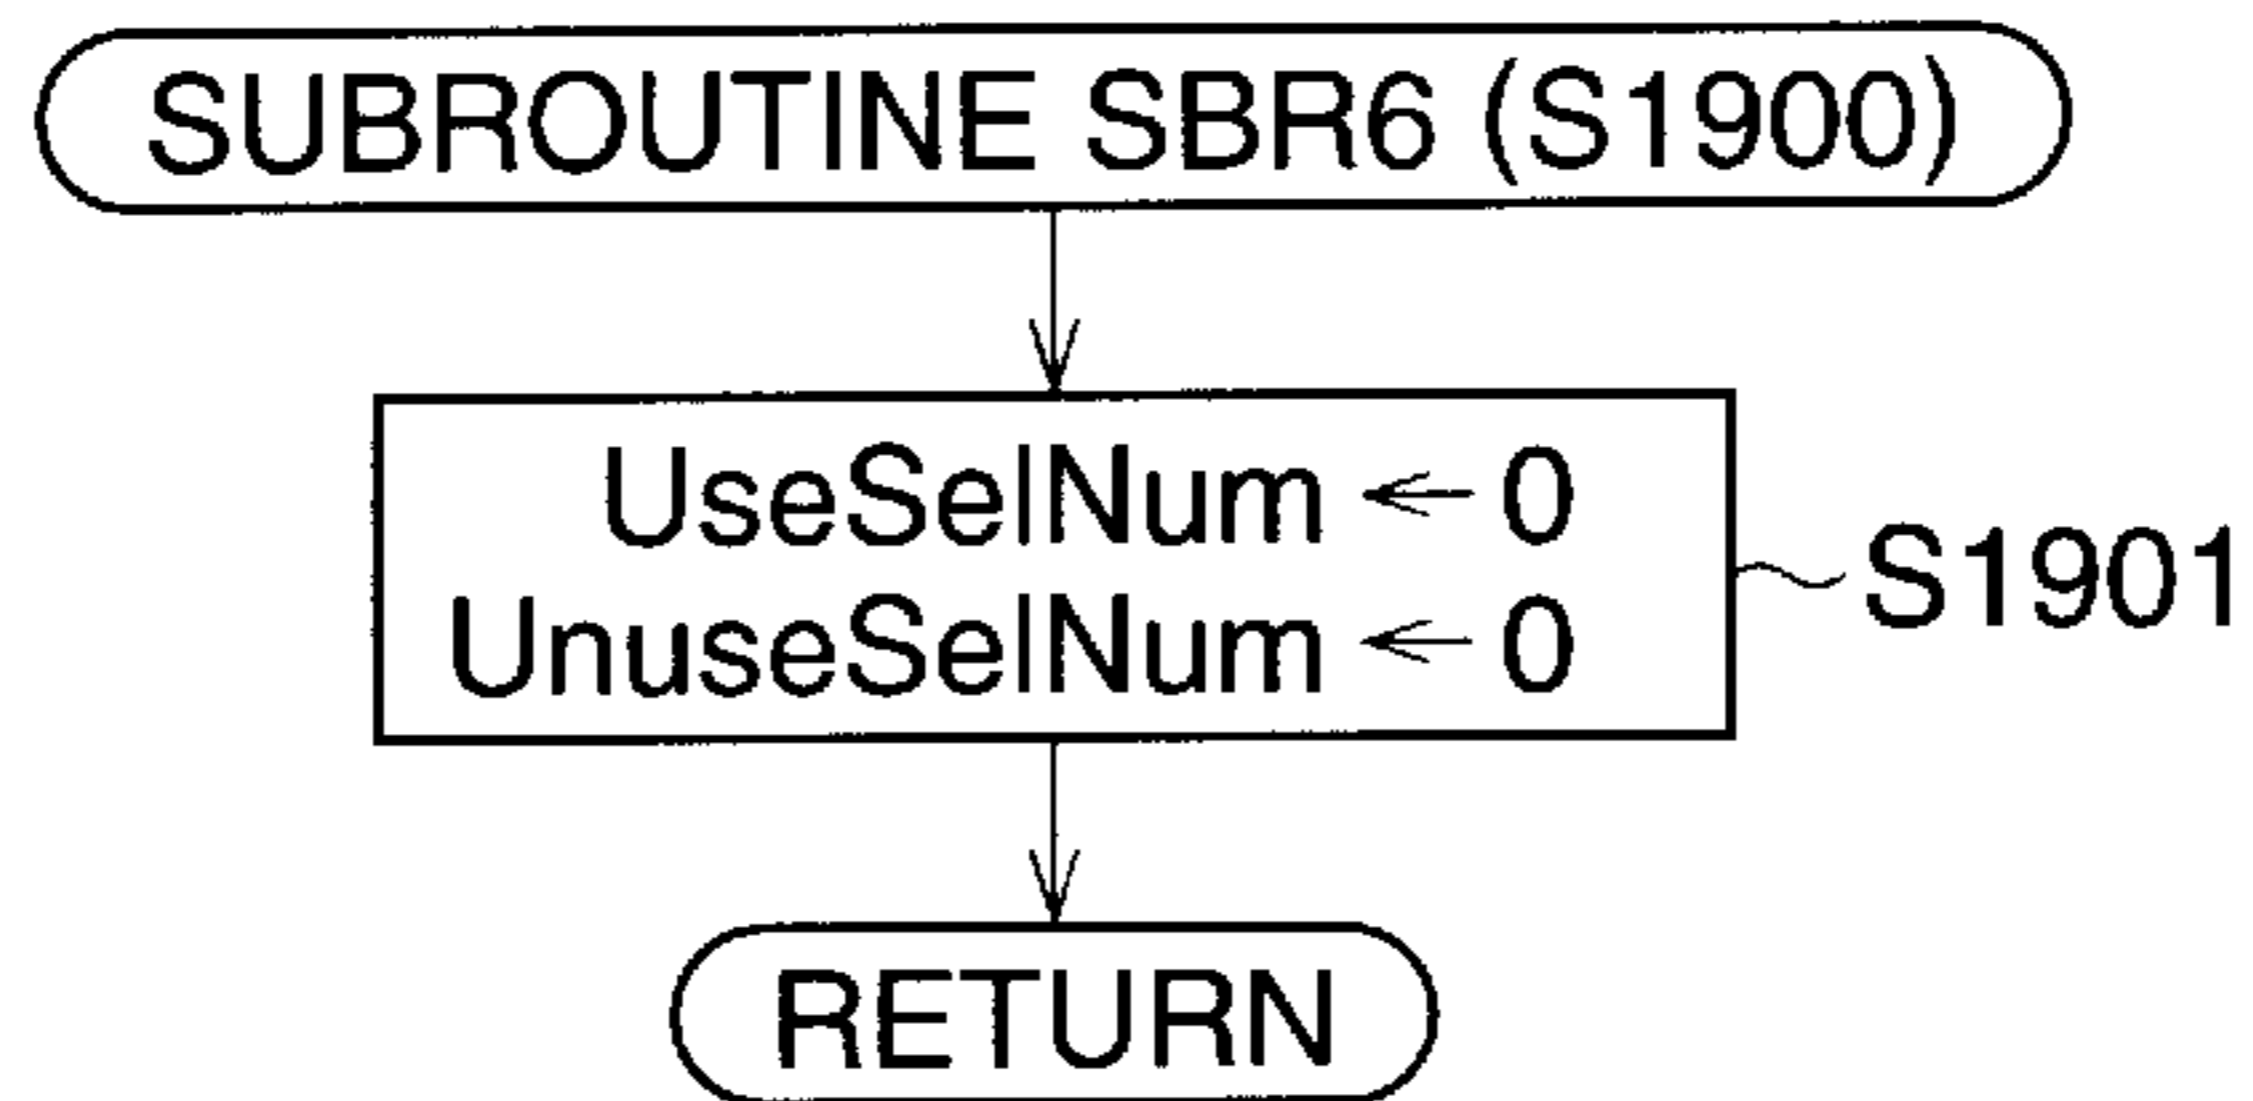 SUBROUTINE SBR6 (S1900)
UseSelNum ← 0
UnuseSelNum ← 0
S1901
RETURN